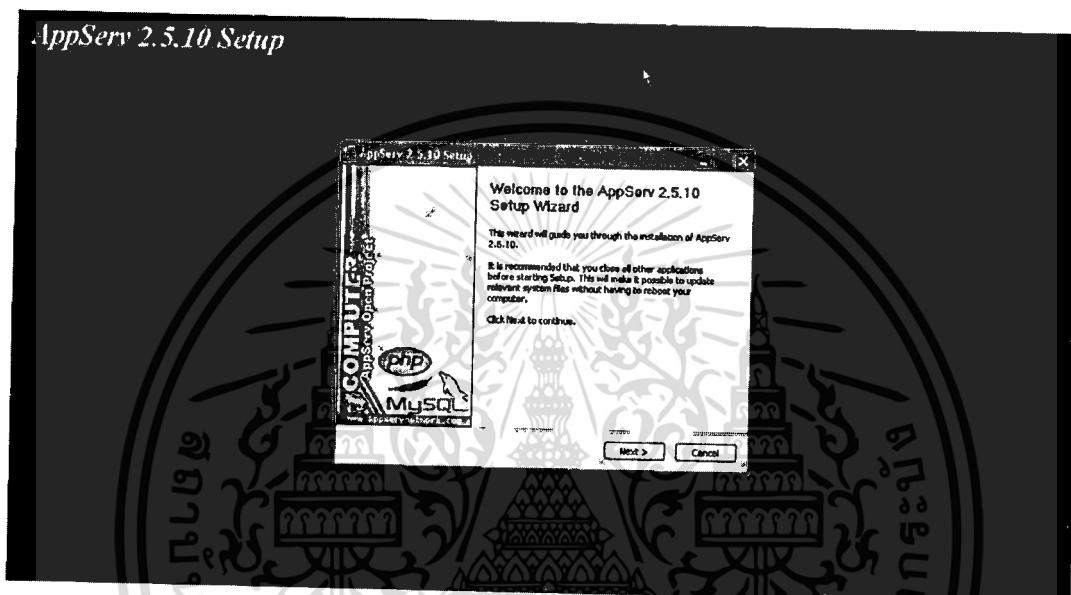 AppServ 2.5.10 Setup
AppServ 2.5.10 Setup
Welcome to the AppServ 2.5.10
Setup Wizard
This wizard will guide you through the installation of AppServ
2.5.10.
It is recommended that you close all other applications
before starting Setup. This will make it possible to update
relevant system files without having to reboot your
computer.
Click Next to continue.
COMPUTER
AppServ Open Project
php
MySQL
www.appservnetwork.com
Next >
Cancel